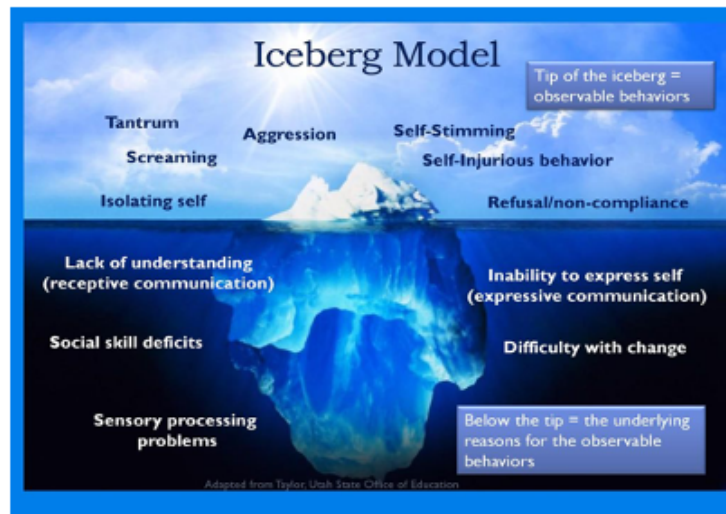 Iceberg Model
Tip of the iceberg =
observable behaviors
Tantrum
Aggression
Self-Stimming
Screaming
Self-Injurious behavior
Isolating self
Refusal/non-compliance
Lack of understanding
(receptive communication)
Inability to express self
(expressive communication)
Social skill deficits
Difficulty with change
Sensory processing
problems
Below the tip = the underlying
reasons for the observable
behaviors
Adapted from Taylor, Utah State Office of Education